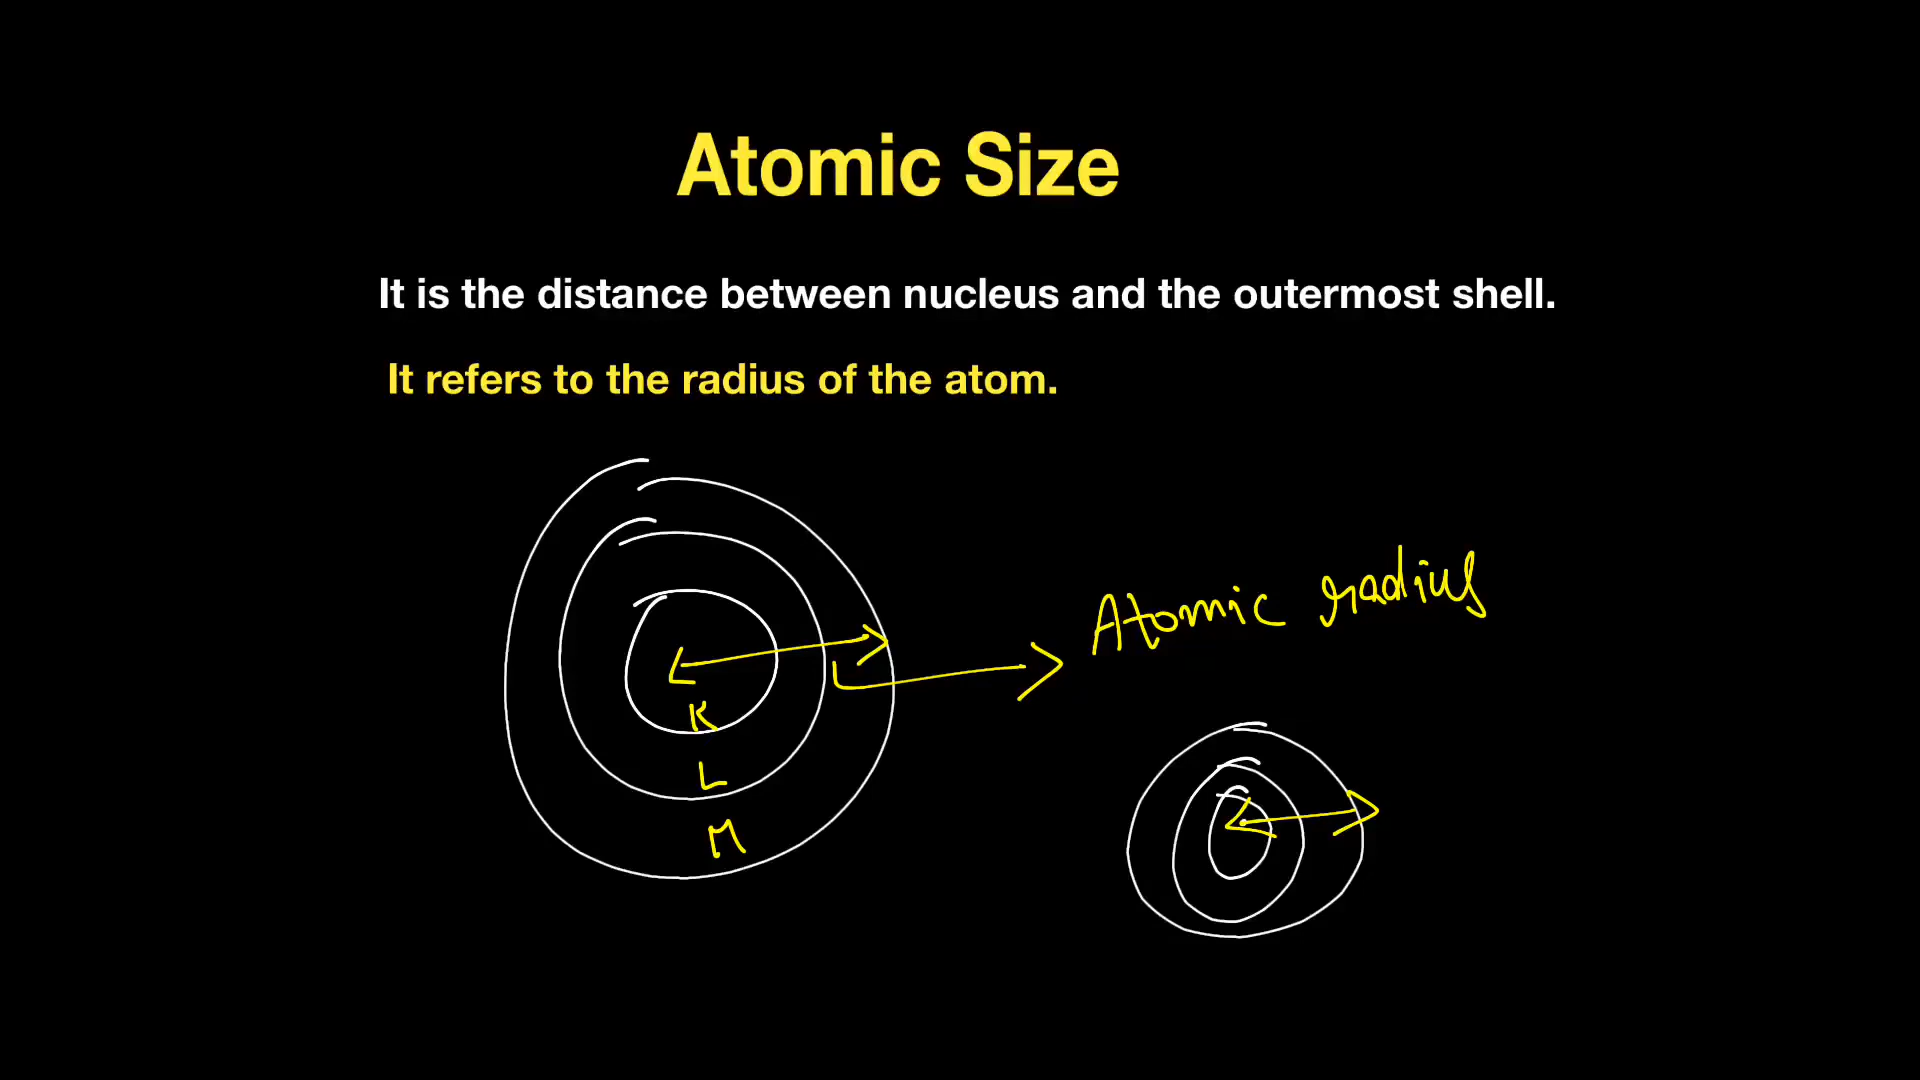 Atomic Size
It is the distance between nucleus and the outermost shell.
It refers to the radius of the atom.
Atomic radius
K
L
M